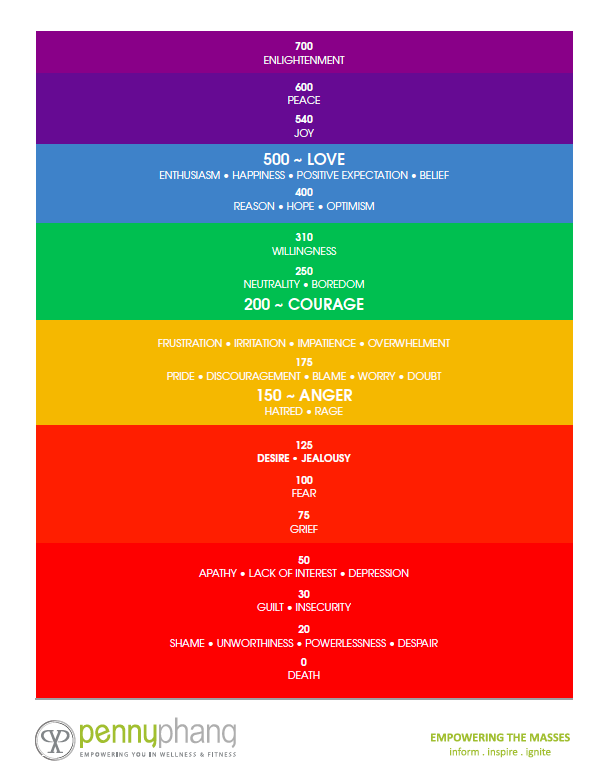 700
ENLIGHTENMENT
600
PEACE
540
JOY
500 ~ LOVE
ENTHUSIASM • HAPPINESS • POSITIVE EXPECTATION • BELIEF
400
REASON • HOPE • OPTIMISM
310
WILLINGNESS
250
NEUTRALITY • BOREDOM
200 ~ COURAGE
FRUSTRATION • IRRITATION • IMPATIENCE • OVERWHELMENT
175
PRIDE • DISCOURAGEMENT • BLAME • WORRY • DOUBT
150 ~ ANGER
HATRED • RAGE
125
DESIRE • JEALOUSY
100
FEAR
75
GRIEF
50
APATHY • LACK OF INTEREST • DEPRESSION
30
GUILT • INSECURITY
20
SHAME • UNWORTHINESS • POWERLESSNESS • DESPAIR
0
DEATH
pennyphang
EMPOWERING YOU IN WELLNESS & FITNESS
EMPOWERING THE MASSES
inform . inspire . ignite